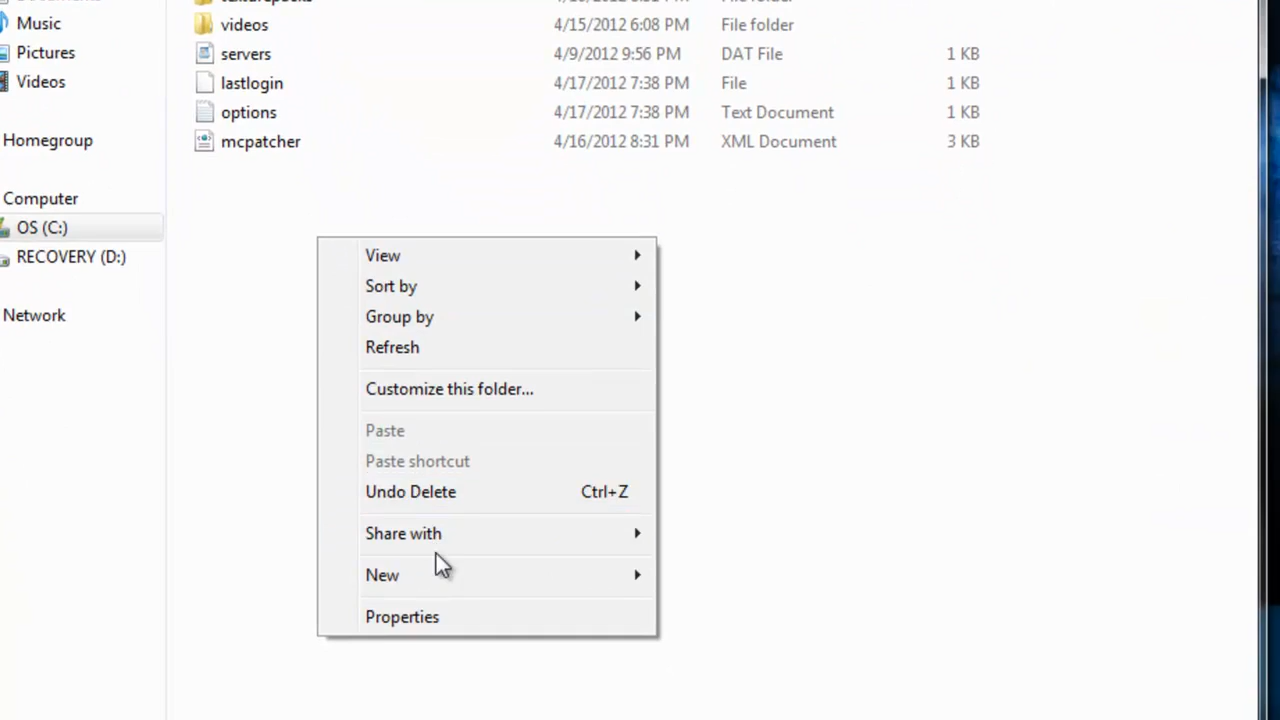 Music
Pictures
Videos
Homegroup
Computer
OS (C:)
RECOVERY (D:)
Network
videos 4/15/2012 6:08 PM File folder
servers 4/9/2012 9:56 PM DAT File 1 KB
lastlogin 4/17/2012 7:38 PM File 1 KB
options 4/17/2012 7:38 PM Text Document 1 KB
mcpatcher 4/16/2012 8:31 PM XML Document 3 KB
View
Sort by
Group by
Refresh
Customize this folder...
Paste
Paste shortcut
Undo Delete Ctrl+Z
Share with
New
Properties